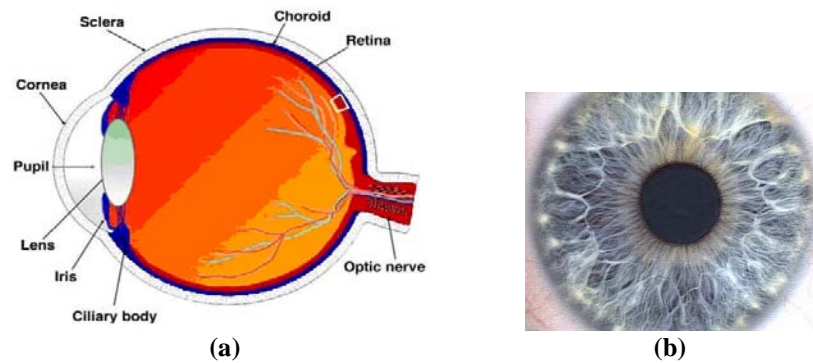 Choroid
Sclera
Retina
Cornea
Pupil
Lens
Iris
Optic nerve
Ciliary body
(a)
(b)